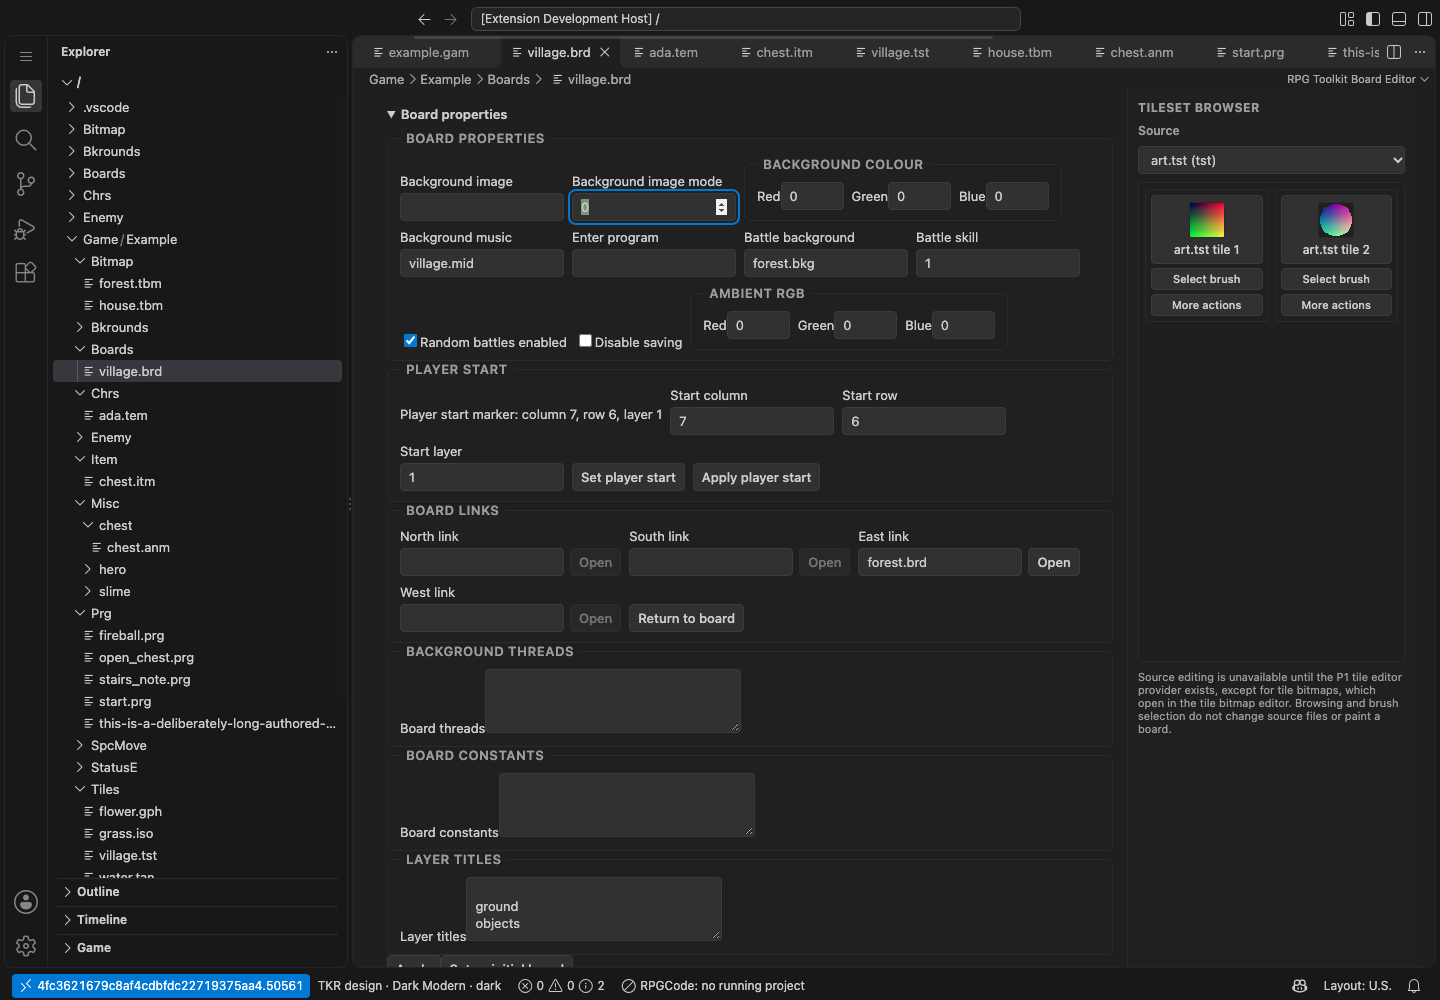 [Extension Development Host] /
Explorer
/
.vscode
Bitmap
Bkrounds
Boards
Chrs
Enemy
Game / Example
Bitmap
forest.tbm
house.tbm
Bkrounds
Boards
village.brd
Chrs
ada.tem
Enemy
Item
chest.itm
Misc
chest
chest.anm
hero
slime
Prg
fireball.prg
open_chest.prg
stairs_note.prg
start.prg
this-is-a-deliberately-long-authored-...
SpcMove
StatusE
Tiles
flower.gph
grass.iso
village.tst
water.tan
Outline
Timeline
Game
example.gam village.brd ada.tem chest.itm village.tst house.tbm chest.anm start.prg this-is
Game > Example > Boards > village.brd
RPG Toolkit Board Editor
Board properties
BOARD PROPERTIES
Background image
Background image mode
0
BACKGROUND COLOUR
Red 0 Green 0 Blue 0
Background music
village.mid
Enter program
Battle background
forest.bkg
Battle skill
1
Random battles enabled
Disable saving
AMBIENT RGB
Red 0 Green 0 Blue 0
PLAYER START
Player start marker: column 7, row 6, layer 1
Start column
7
Start row
6
Start layer
1
Set player start
Apply player start
BOARD LINKS
North link
Open
South link
Open
East link
forest.brd
Open
West link
Open
Return to board
BACKGROUND THREADS
Board threads
BOARD CONSTANTS
Board constants
LAYER TITLES
ground
objects
Layer titles
TILESET BROWSER
Source
art.tst (tst)
art.tst tile 1
Select brush
More actions
art.tst tile 2
Select brush
More actions
Source editing is unavailable until the P1 tile editor
provider exists, except for tile bitmaps, which
open in the tile bitmap editor. Browsing and brush
selection do not change source files or paint a
board.
4fc3621679c8af4cdbfdc22719375aa4.50561
TKR design · Dark Modern · dark
0 0 2
RPGCode: no running project
Layout: U.S.